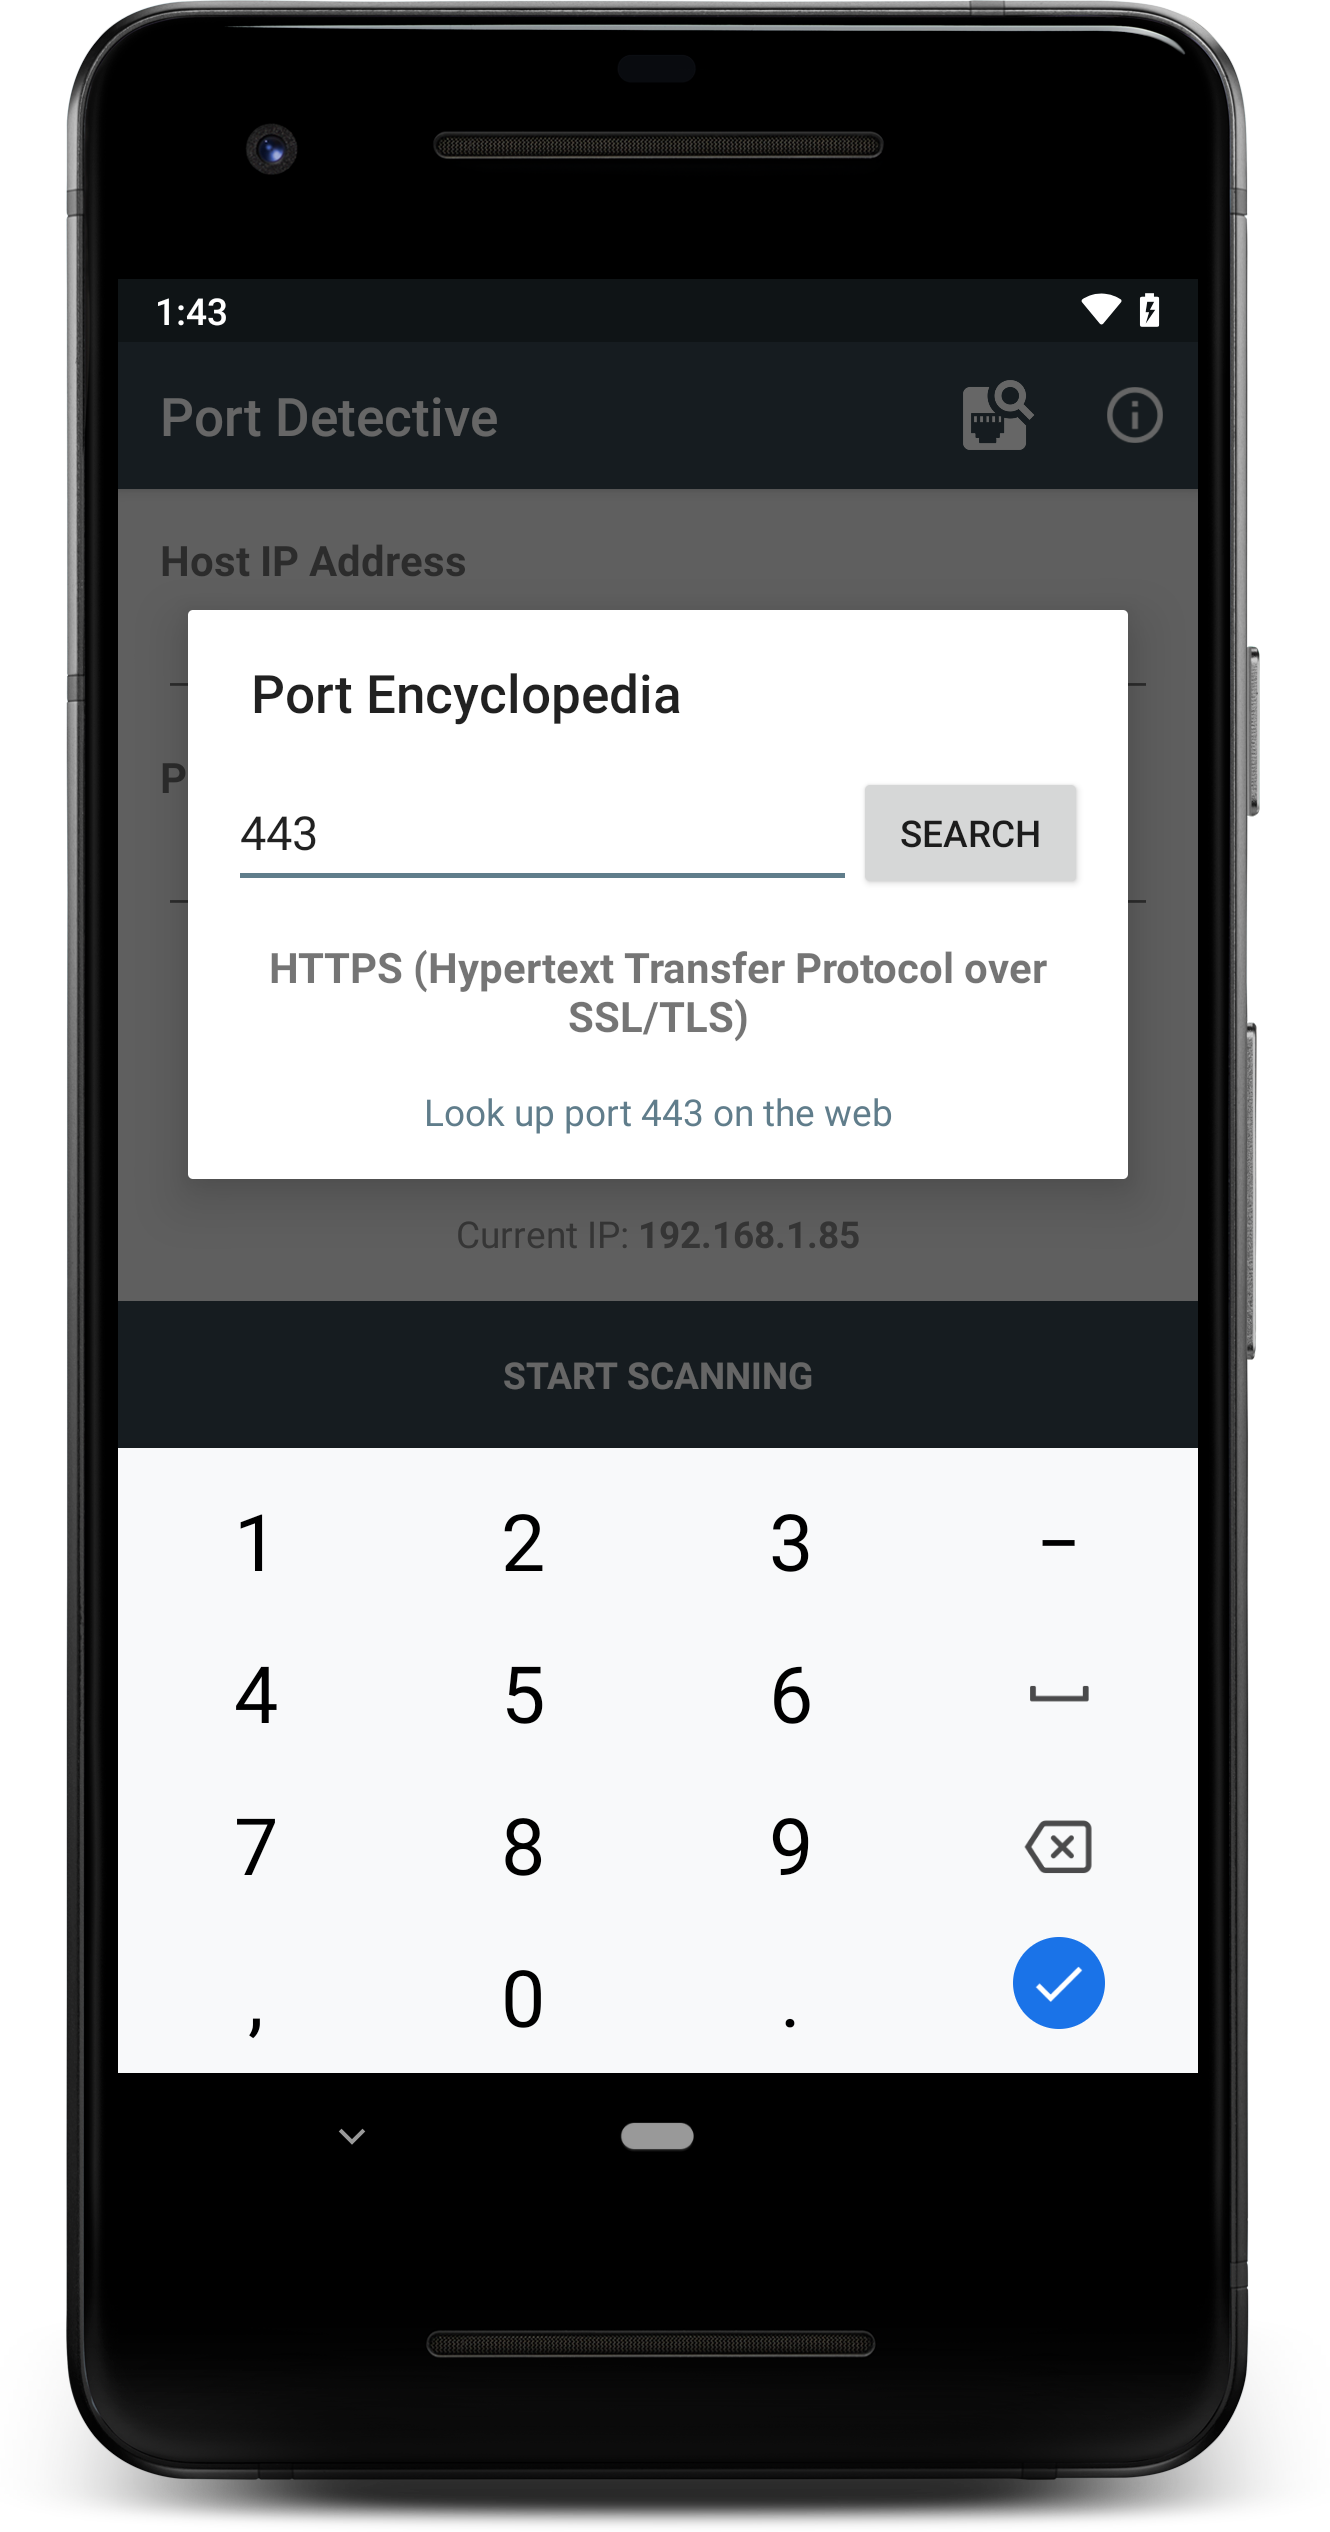 1:43
Port Detective
Host IP Address
P
Port Encyclopedia
443
SEARCH
HTTPS (Hypertext Transfer Protocol over
SSL/TLS)
Look up port 443 on the web
Current IP: 192.168.1.85
START SCANNING
1 2 3 –
4 5 6
7 8 9
, 0 .